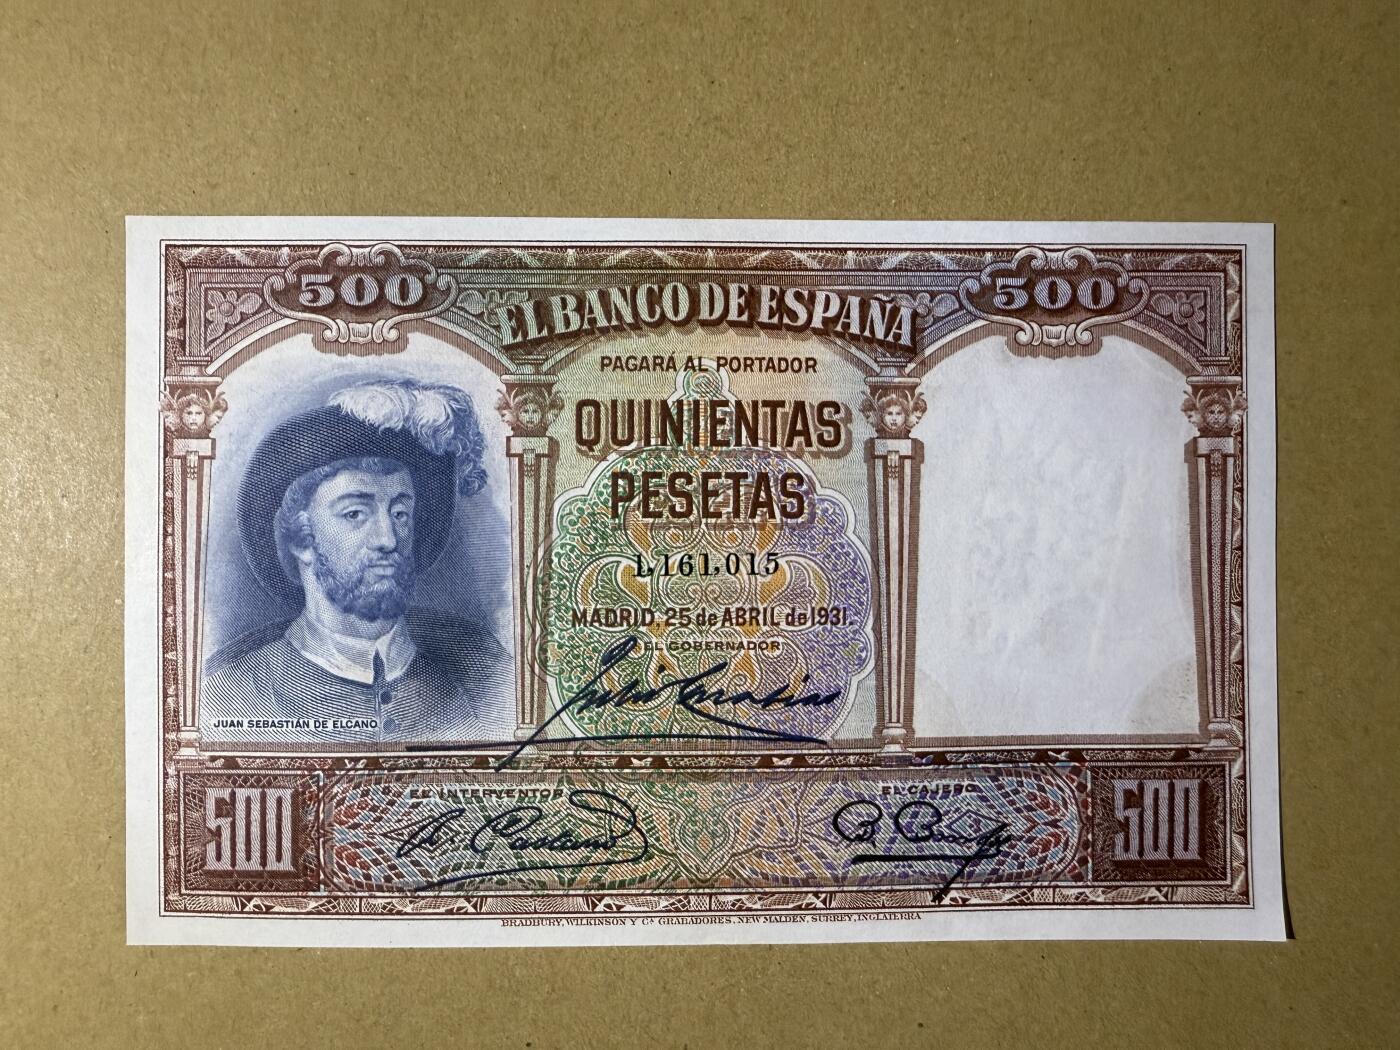 500
500
EL BANCO DE ESPAÑA
PAGARÁ AL PORTADOR
QUINIENTAS
PESETAS
1,161,015
MADRID, 25 de ABRIL de 1931.
EL GOBERNADOR
JUAN SEBASTIÁN DE ELCANO
EL INTERVENTOR
EL CAJERO
500
500
BRADBURY, WILKINSON Y Cª GRABADORES. NEW MALDEN, SURREY, INGLATERRA